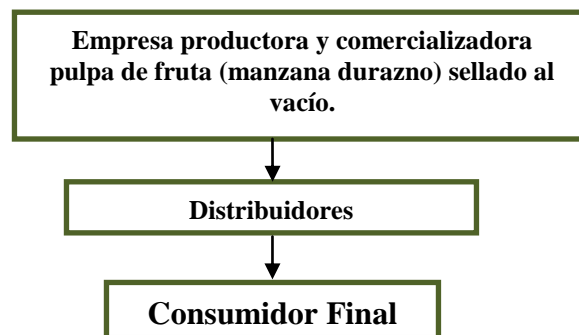 Empresa productora y comercializadora
pulpa de fruta (manzana durazno) sellado al
vacío.
Distribuidores
Consumidor Final